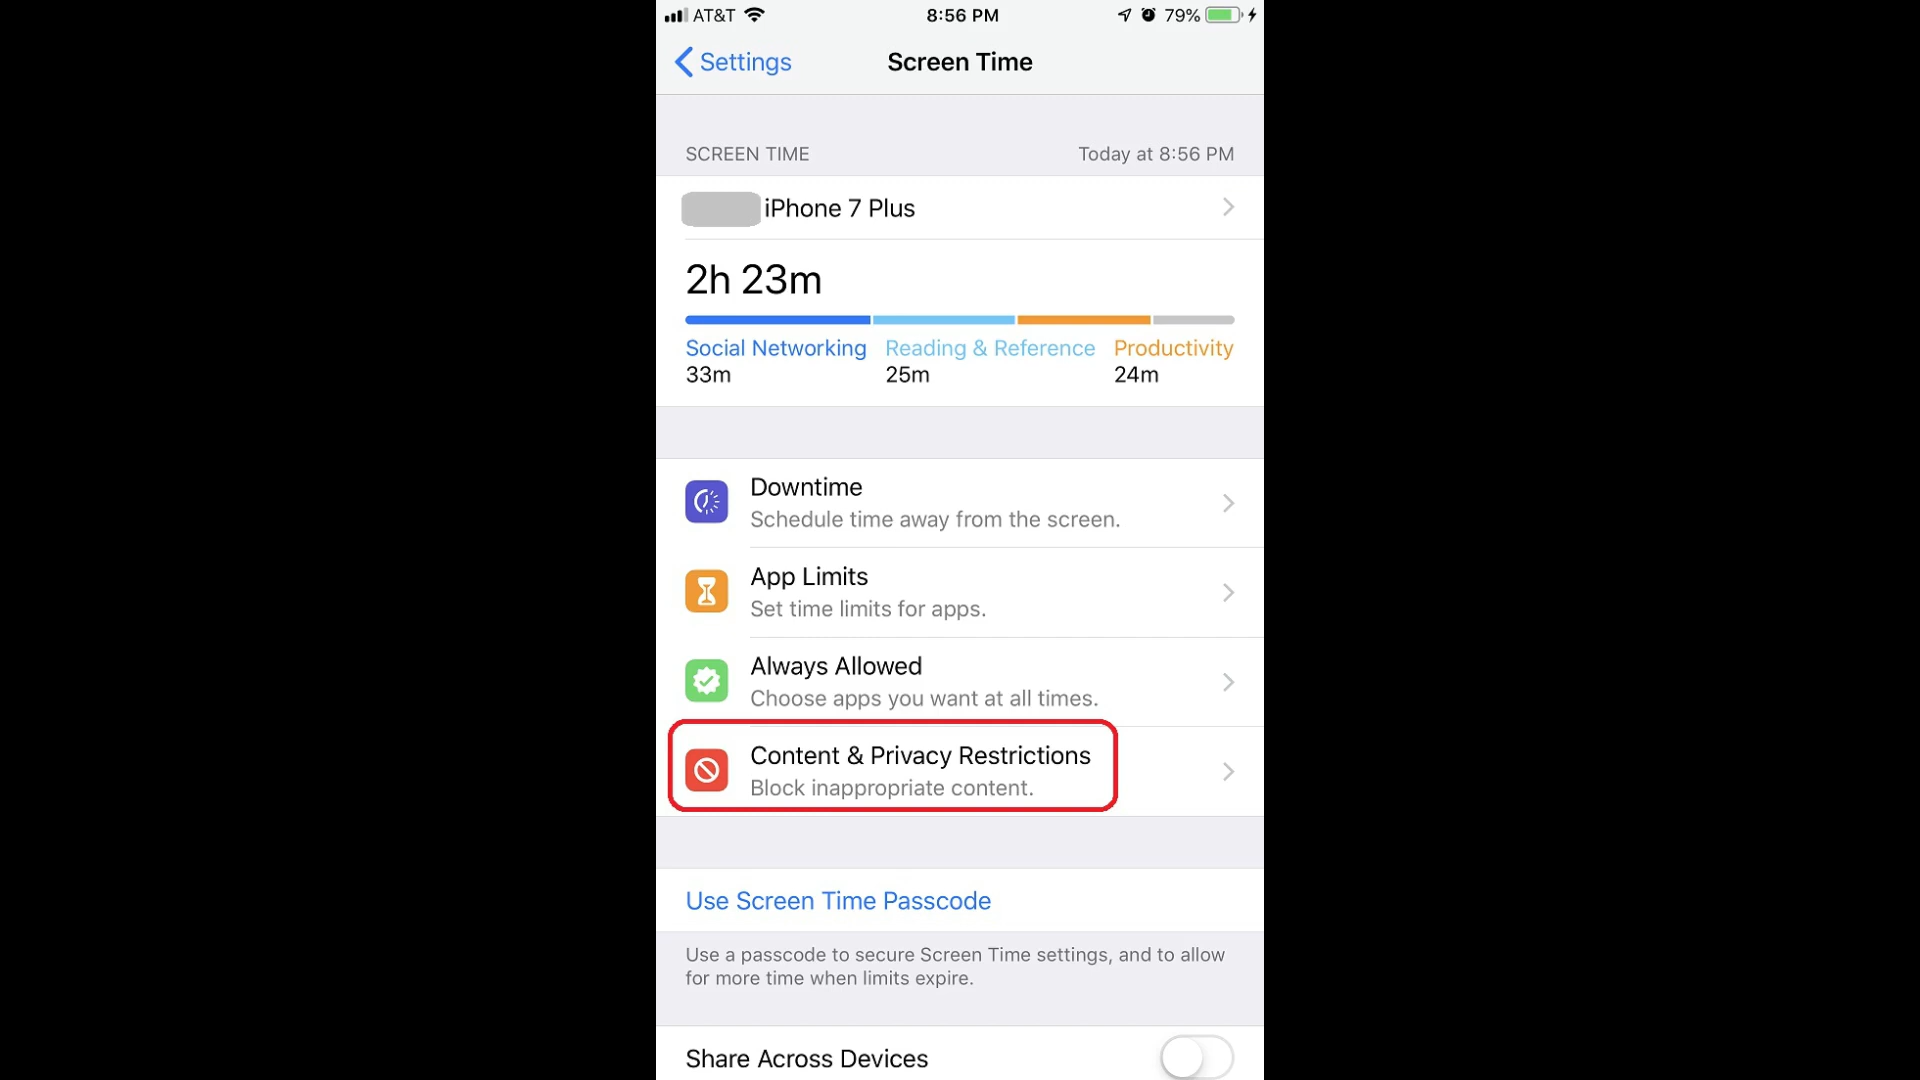 AT&T 8:56 PM 79%
Settings Screen Time
SCREEN TIME Today at 8:56 PM
iPhone 7 Plus
2h 23m
Social Networking Reading & Reference Productivity
33m 25m 24m
Downtime
Schedule time away from the screen.
App Limits
Set time limits for apps.
Always Allowed
Choose apps you want at all times.
Content & Privacy Restrictions
Block inappropriate content.
Use Screen Time Passcode
Use a passcode to secure Screen Time settings, and to allow
for more time when limits expire.
Share Across Devices